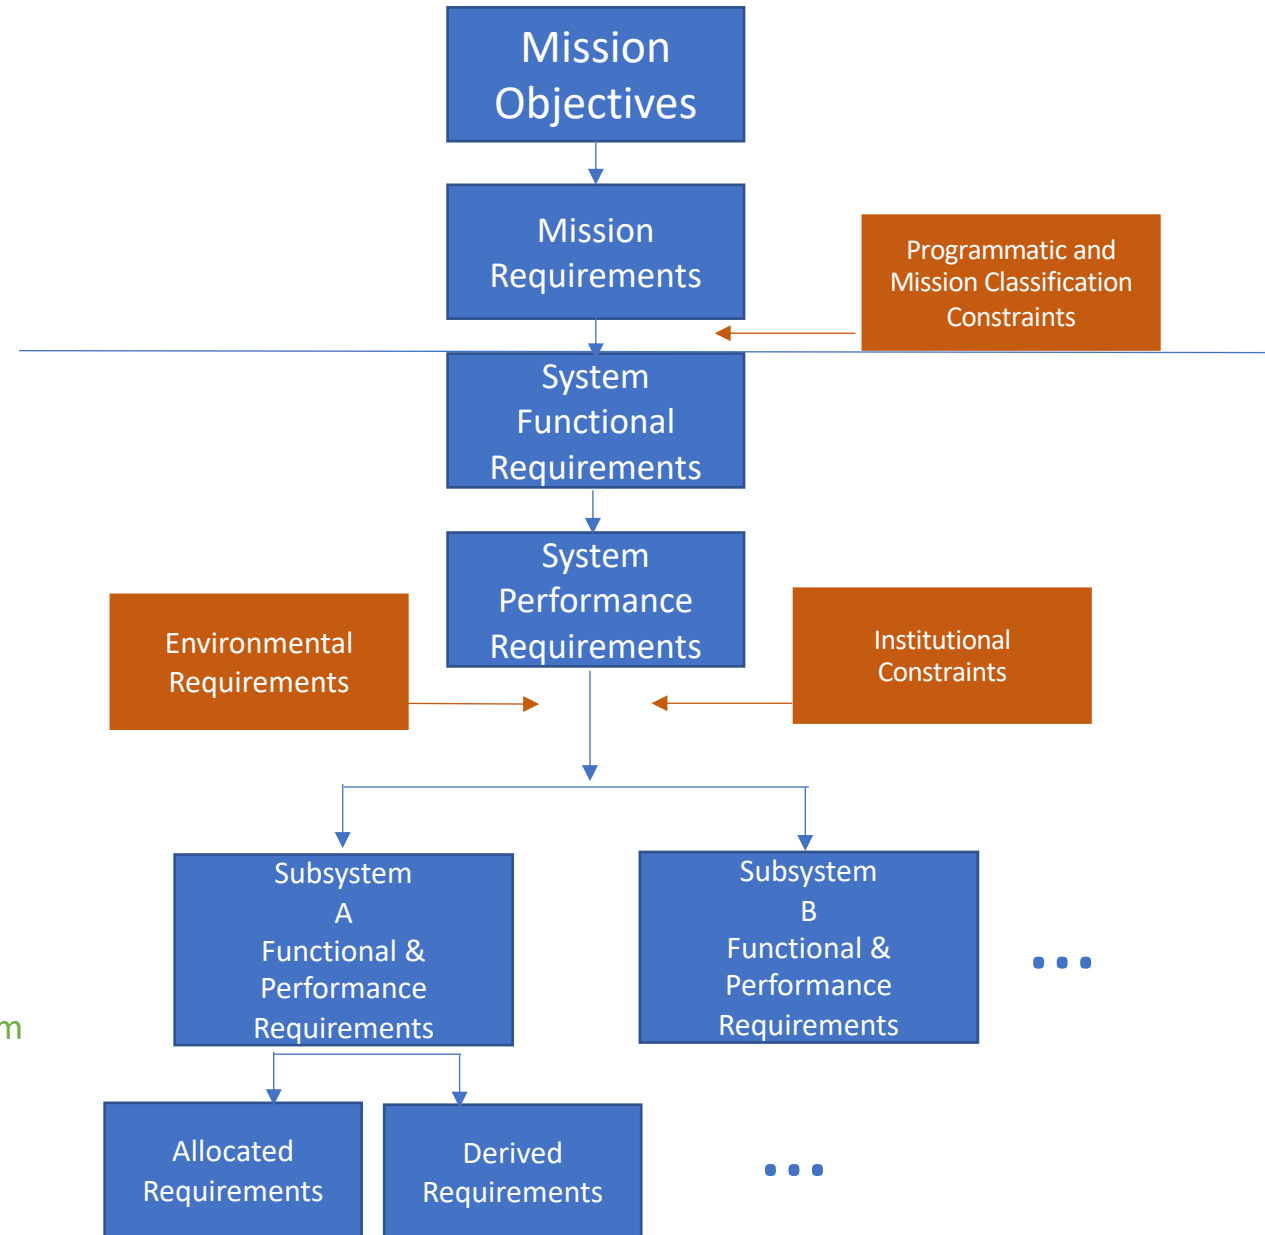 Mission
Objectives
Mission
Requirements
Programmatic and
Mission Classification
Constraints
System
Functional
Requirements
System
Performance
Requirements
Environmental
Requirements
Institutional
Constraints
Subsystem
A
Functional &
Performance
Requirements
Subsystem
B
Functional &
Performance
Requirements
...
m
Allocated
Requirements
Derived
Requirements
...